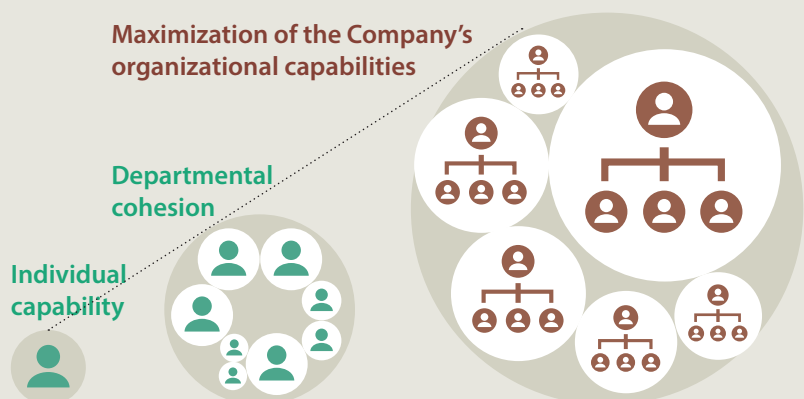 Maximization of the Company’s
organizational capabilities
Departmental
cohesion
Individual
capability